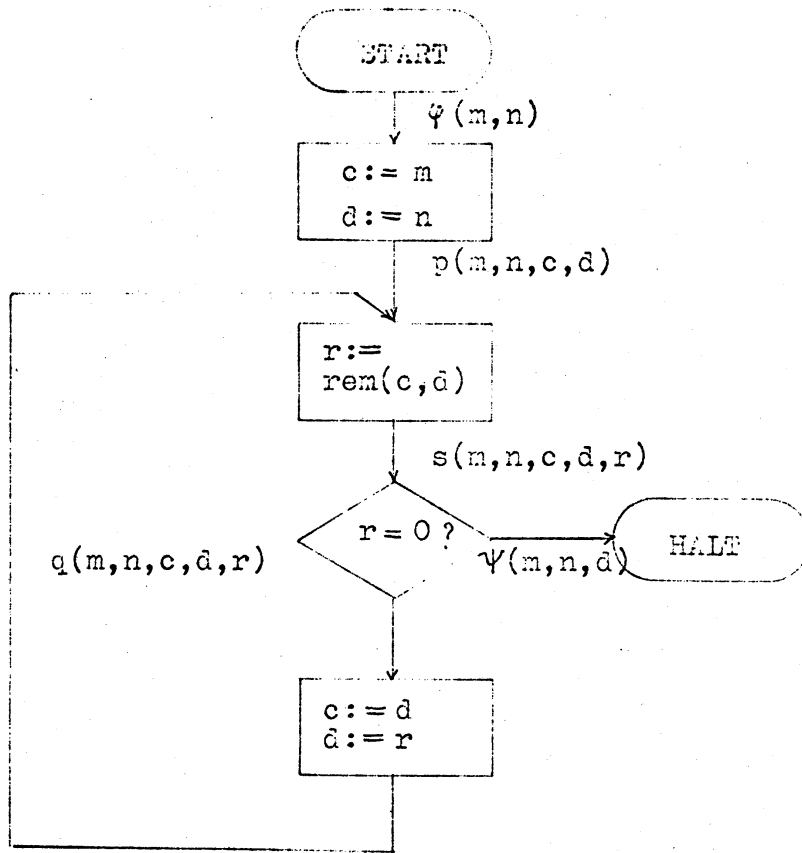 START
φ(m,n)
c:= m
d:= n
p(m,n,c,d)
r:=
rem(c,d)
s(m,n,c,d,r)
r = 0 ?
q(m,n,c,d,r)
Ψ(m,n,d)
HALT
c:= d
d:= r